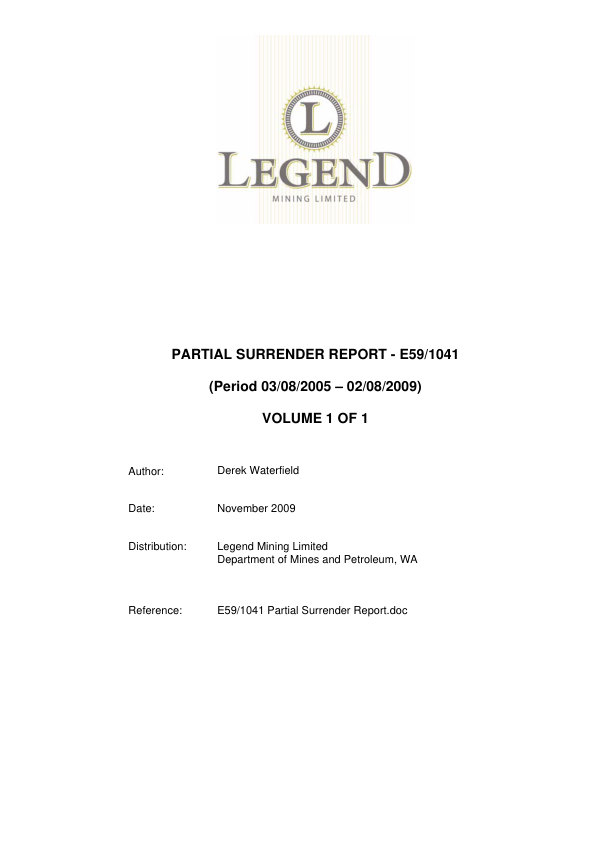 L
LEGEND
MINING LIMITED
PARTIAL SURRENDER REPORT - E59/1041
(Period 03/08/2005 – 02/08/2009)
VOLUME 1 OF 1
Author: Derek Waterfield
Date: November 2009
Distribution: Legend Mining Limited
Department of Mines and Petroleum, WA
Reference: E59/1041 Partial Surrender Report.doc